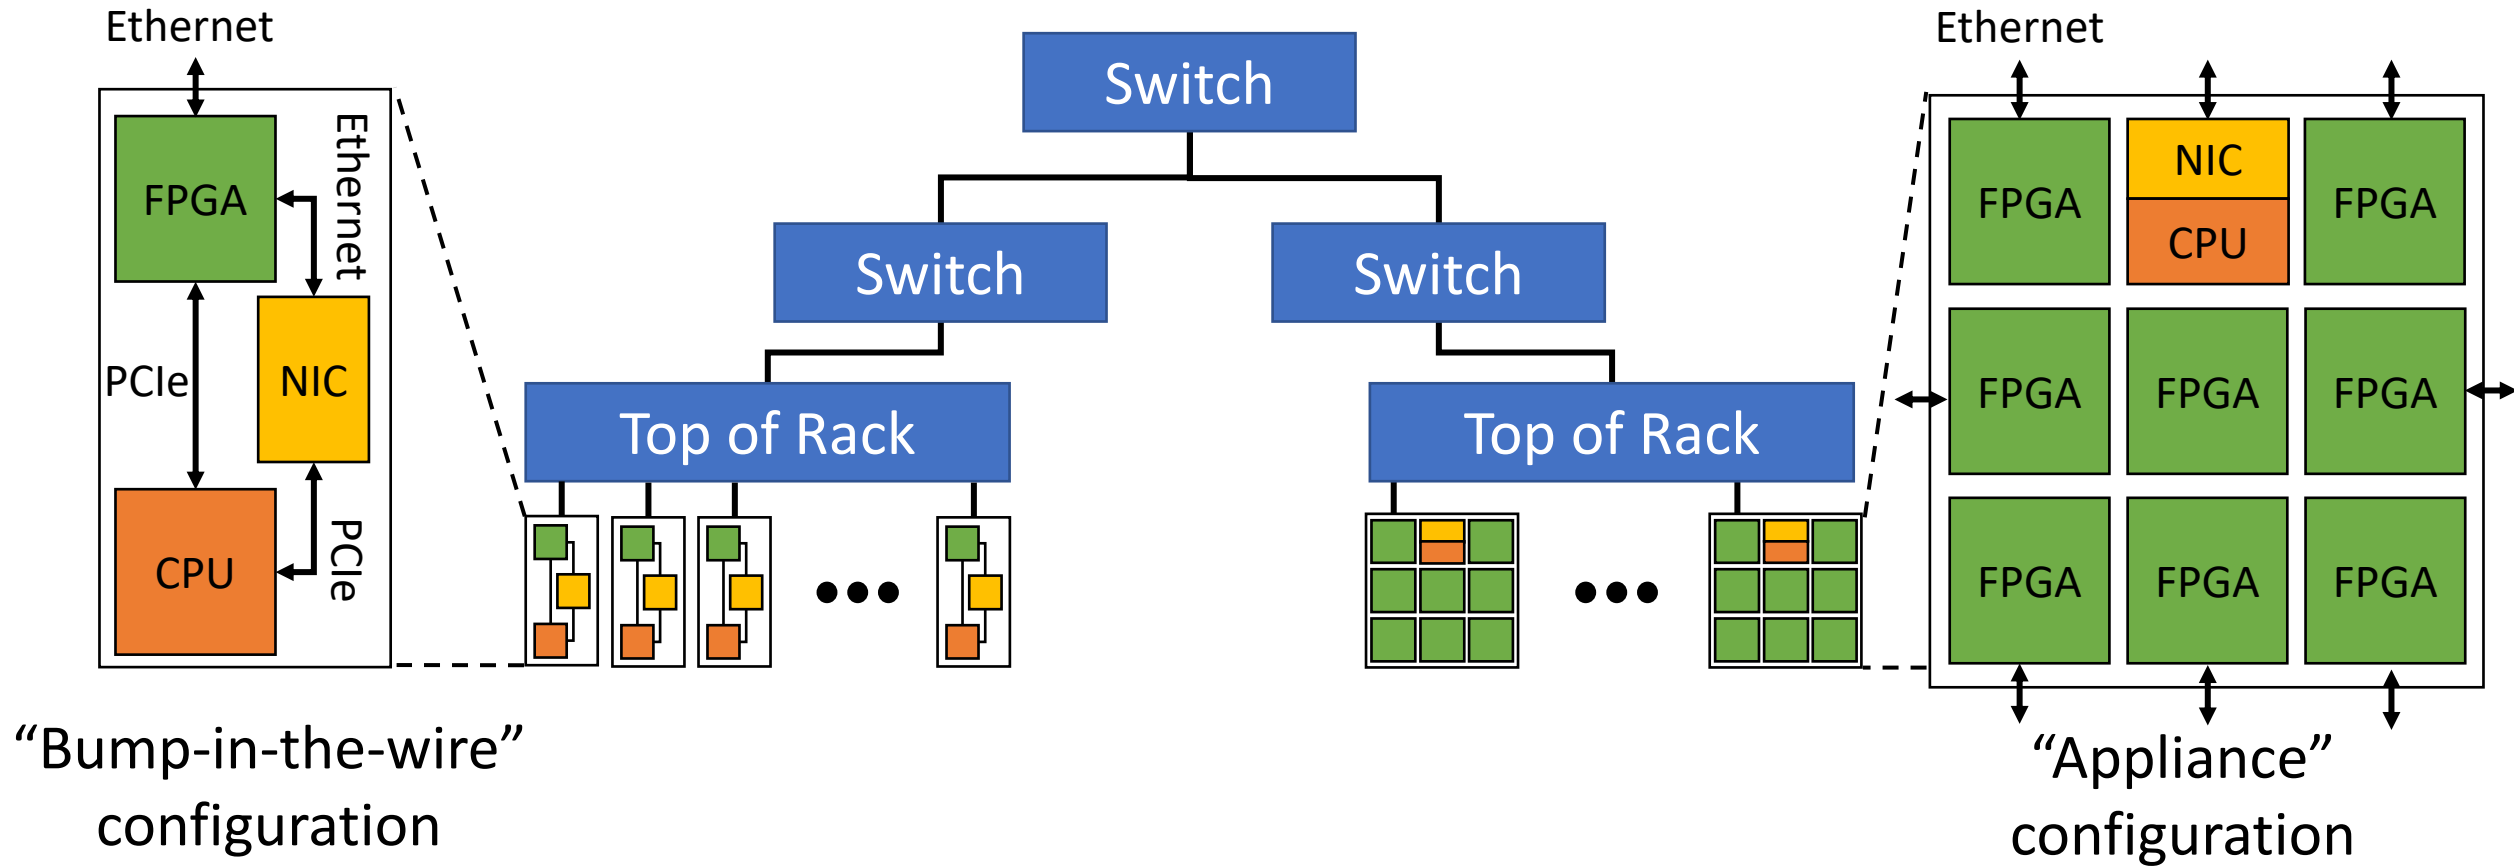 Ethernet
FPGA
Ethernet
PCIe
NIC
CPU
PCIe
“Bump-in-the-wire”
configuration
Switch
Switch
Switch
Top of Rack
Top of Rack
Ethernet
FPGA
NIC
CPU
FPGA
FPGA
FPGA
FPGA
FPGA
FPGA
FPGA
“Appliance”
configuration